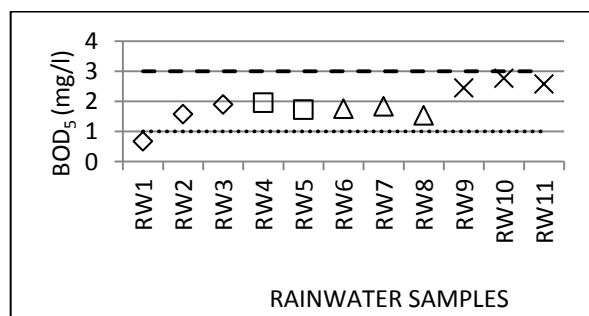 BOD5 (mg/l)
4
3
2
1
0
RW1
RW2
RW3
RW4
RW5
RW6
RW7
RW8
RW9
RW10
RW11
RAINWATER SAMPLES